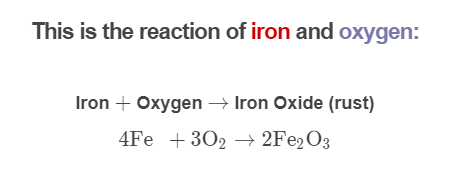 This is the reaction of iron and oxygen:
Iron + Oxygen → Iron Oxide (rust)
4Fe + 3O₂ → 2Fe₂O₃